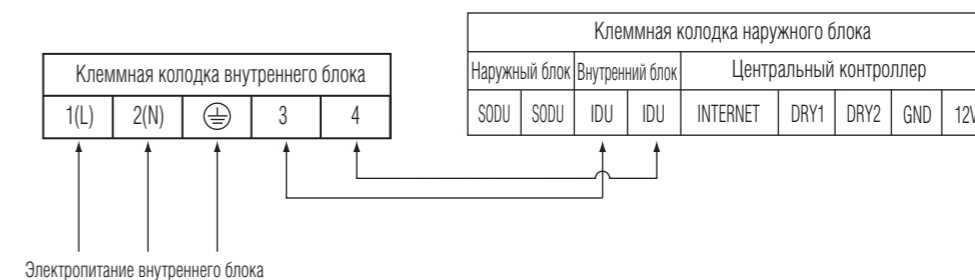 Клеммная колодка наружного блока
Клеммная колодка внутреннего блока
Наружный блок Внутренний блок Центральный контроллер
1(L) 2(N) 3 4
SODU SODU IDU IDU INTERNET DRY1 DRY2 GND 12V
Электропитание внутреннего блока